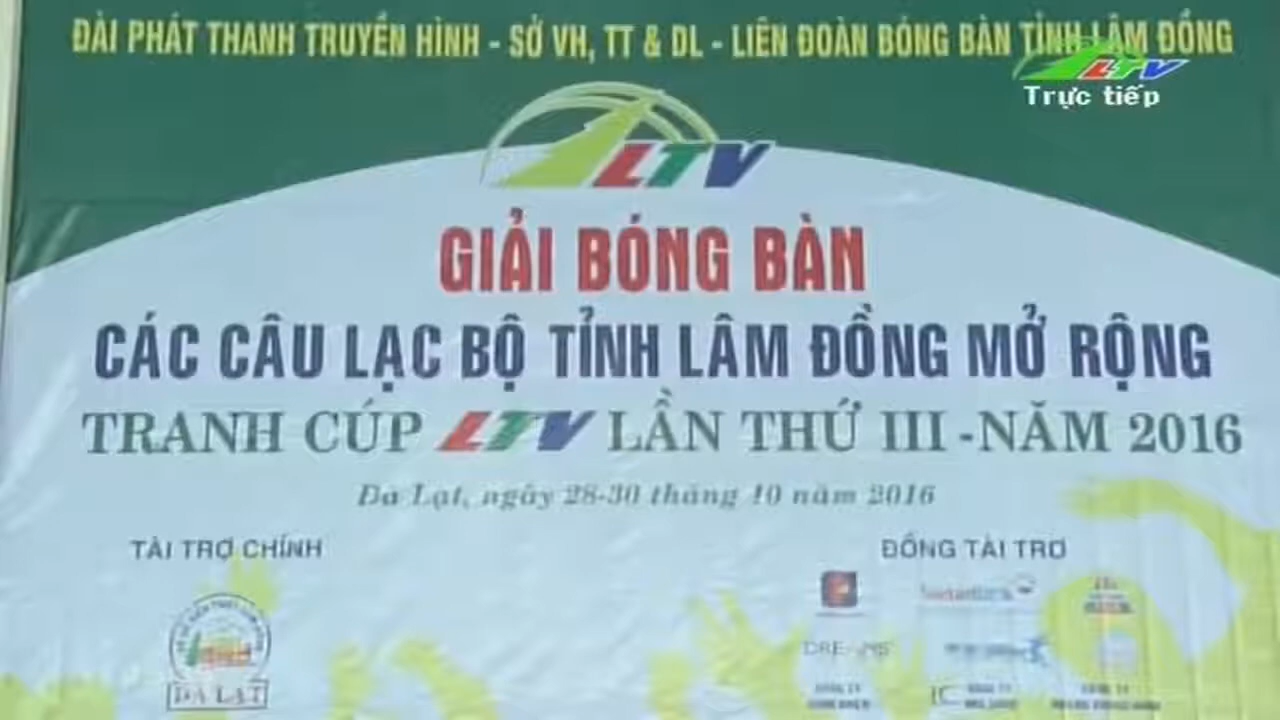 ĐÀI PHÁT THANH TRUYỀN HÌNH - SỞ VH, TT & DL - LIÊN ĐOÀN BÓNG BÀN TỈNH LÂM ĐỒNG
LTV
Trực tiếp
LTV
GIẢI BÓNG BÀN
CÁC CÂU LẠC BỘ TỈNH LÂM ĐỒNG MỞ RỘNG
TRANH CÚP LTV LẦN THỨ III - NĂM 2016
Đà Lạt, ngày 28-30 tháng 10 năm 2016
TÀI TRỢ CHÍNH
ĐỒNG TÀI TRỢ
ĐÀ LẠT